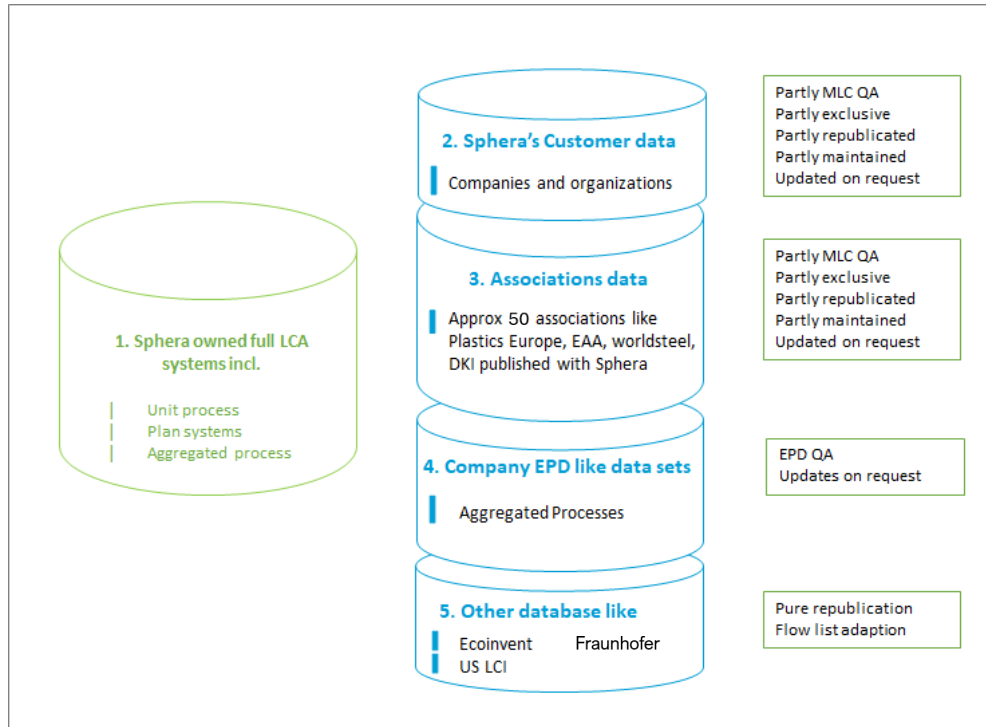 1. Sphera owned full LCA
systems incl.
Unit process
Plan systems
Aggregated process
2. Sphera's Customer data
Companies and organizations
Partly MLC QA
Partly exclusive
Partly republicated
Partly maintained
Updated on request
3. Associations data
Approx 50 associations like
Plastics Europe, EAA, worldsteel,
DKI published with Sphera
Partly MLC QA
Partly exclusive
Partly republicated
Partly maintained
Updated on request
4. Company EPD like data sets
Aggregated Processes
EPD QA
Updates on request
5. Other database like
Ecoinvent Fraunhofer
US LCI
Pure republication
Flow list adaption